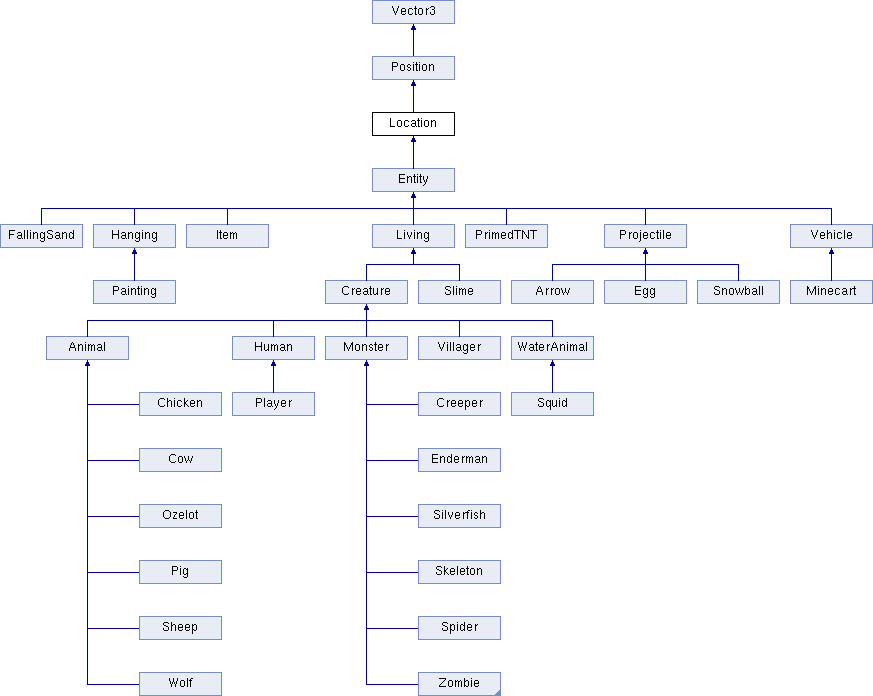 Vector3
Position
Location
Entity
FallingSand
Hanging
Item
Living
PrimedTNT
Projectile
Vehicle
Painting
Creature
Slime
Arrow
Egg
Snowball
Minecart
Animal
Human
Monster
Villager
WaterAnimal
Chicken
Player
Creeper
Squid
Cow
Enderman
Ozelot
Silverfish
Pig
Skeleton
Sheep
Spider
Wolf
Zombie